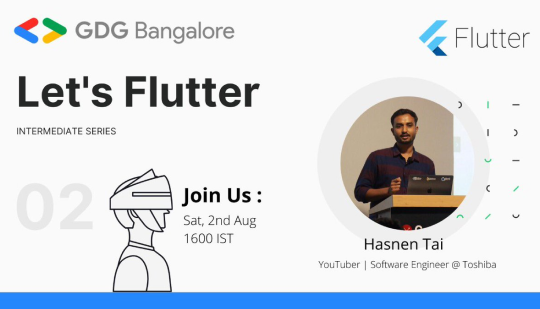 GDG Bangalore
Flutter
Let's Flutter
INTERMEDIATE SERIES
02
Join Us :
Sat, 2nd Aug
1600 IST
Hasnen Tai
YouTuber | Software Engineer @ Toshiba